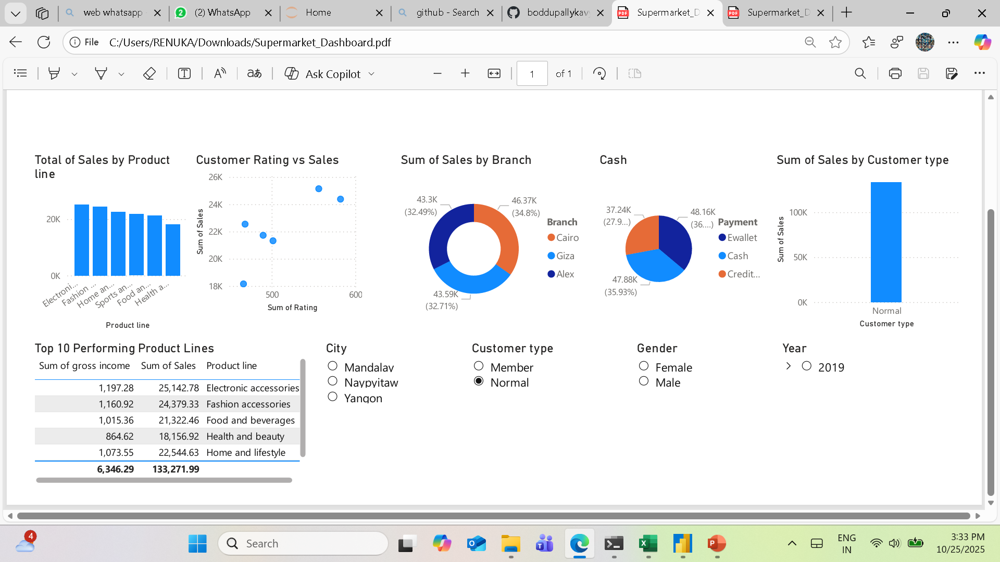 web whatsapp
(2) WhatsApp
Home
github - Search
boddupallykav
Supermarket_D
Supermarket_D
File
C:/Users/RENUKA/Downloads/Supermarket_Dashboard.pdf
Ask Copilot
1
of 1
Total of Sales by Product
line
20K
0K
Electroni...
Fashion ...
Home an...
Sports an...
Food an...
Health a...
Product line
Customer Rating vs Sales
26K
24K
22K
20K
18K
Sum of Sales
500
600
Sum of Rating
Sum of Sales by Branch
43.3K
(32.49%)
46.37K
(34.8%)
43.59K
(32.71%)
Branch
Cairo
Giza
Alex
Cash
37.24K
(27.9...)
48.16K
(36....)
47.88K
(35.93%)
Payment
Ewallet
Cash
Credit...
Sum of Sales by Customer type
100K
50K
0K
Sum of Sales
Normal
Customer type
Top 10 Performing Product Lines
Sum of gross income Sum of Sales Product line
1,197.28 25,142.78 Electronic accessories
1,160.92 24,379.33 Fashion accessories
1,015.36 21,322.46 Food and beverages
864.62 18,156.92 Health and beauty
1,073.55 22,544.63 Home and lifestyle
6,346.29 133,271.99
City
Mandalay
Naypyitaw
Yangon
Customer type
Member
Normal
Gender
Female
Male
Year
2019
4
Search
ENG
IN
3:33 PM
10/25/2025